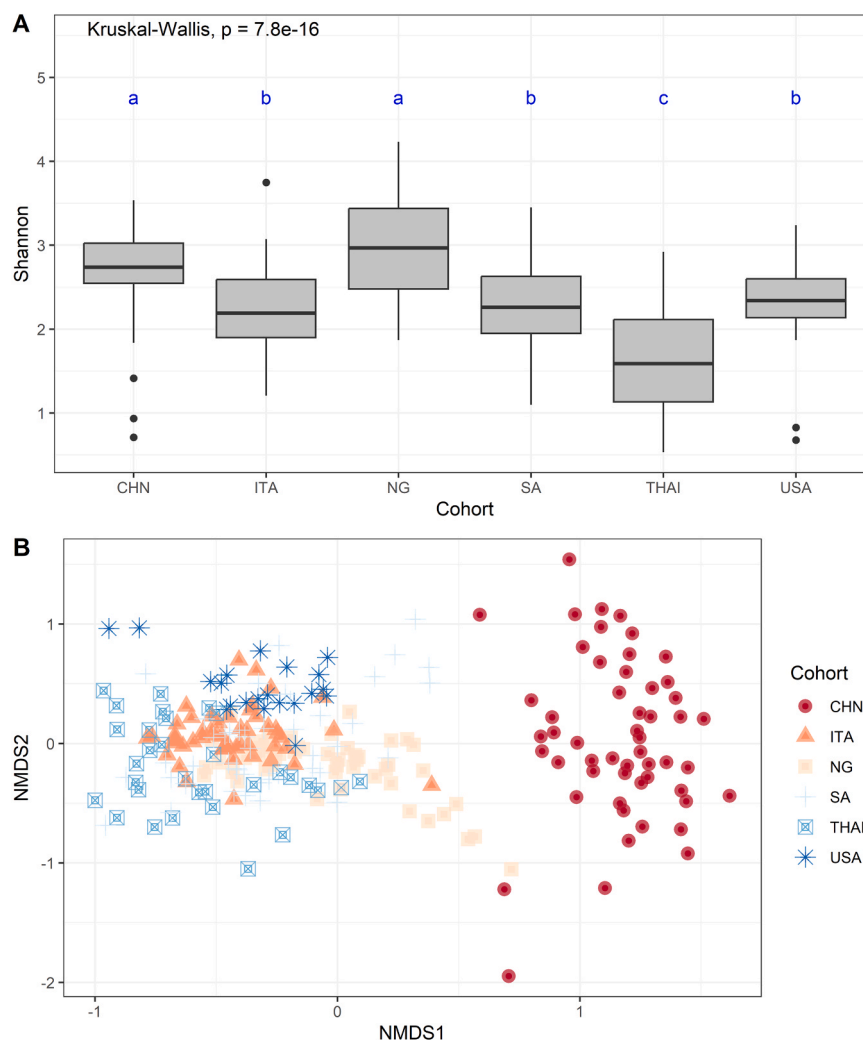 A
Kruskal-Wallis, p = 7.8e-16
a b a b c b
5
4
3
2
1
Shannon
CHN ITA NG SA THAI USA
Cohort
B
1
0
-1
-2
NMDS2
-1 0 1
NMDS1
Cohort
CHN
ITA
NG
SA
THAI
USA